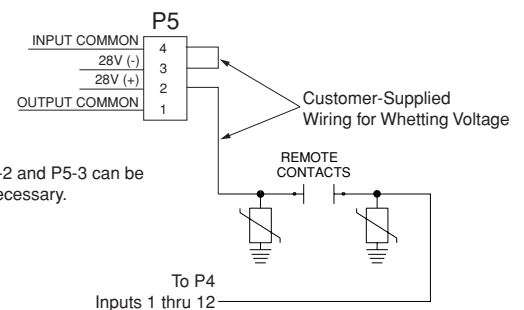 P5
INPUT COMMON 4
28V (-) 3
28V (+) 2
OUTPUT COMMON 1
Customer-Supplied
Wiring for Whetting Voltage
-2 and P5-3 can be
ecessary.
REMOTE
CONTACTS
To P4
Inputs 1 thru 12